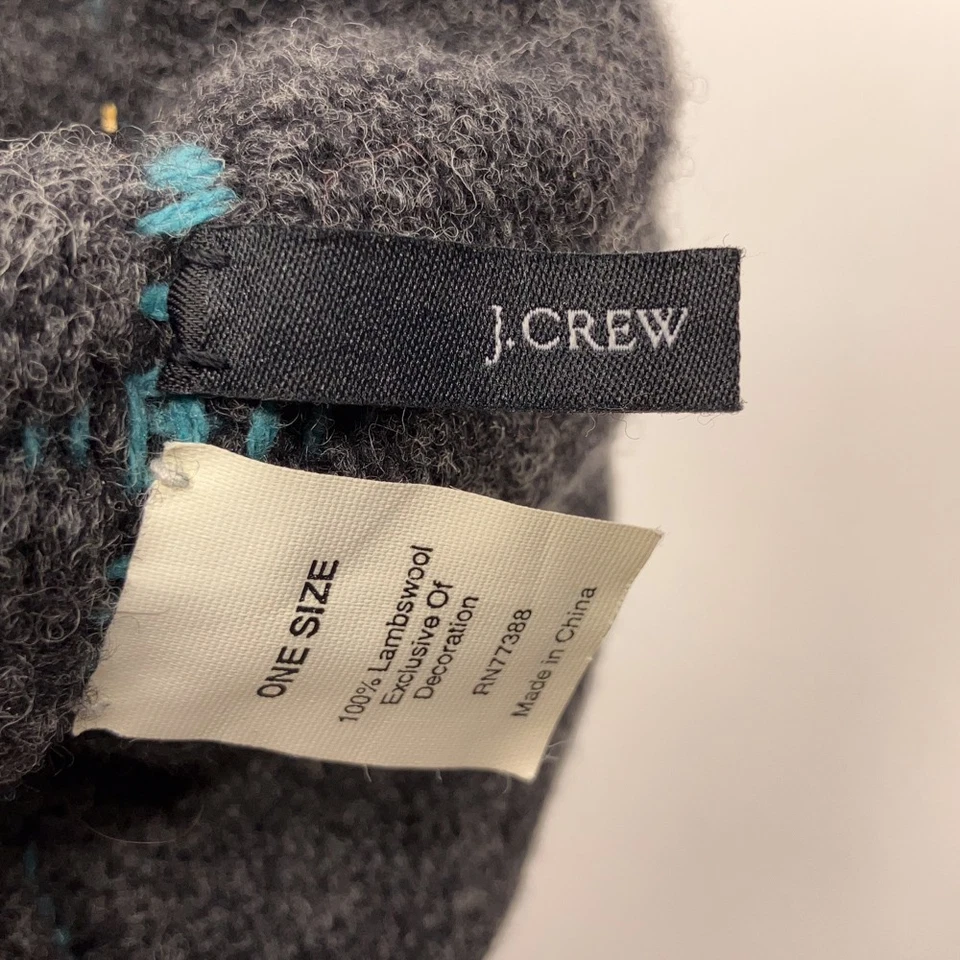 J.CREW
ONE SIZE
100% Lambswool
Exclusive Of
Decoration
RN77388
Made in China